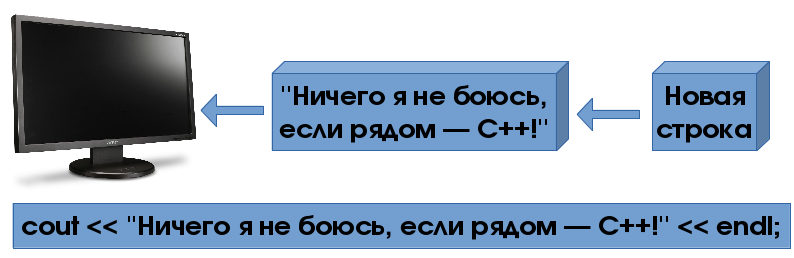 "Ничего я не боюсь,
если рядом — C++!"
Новая
строка
cout << "Ничего я не боюсь, если рядом — C++!" << endl;